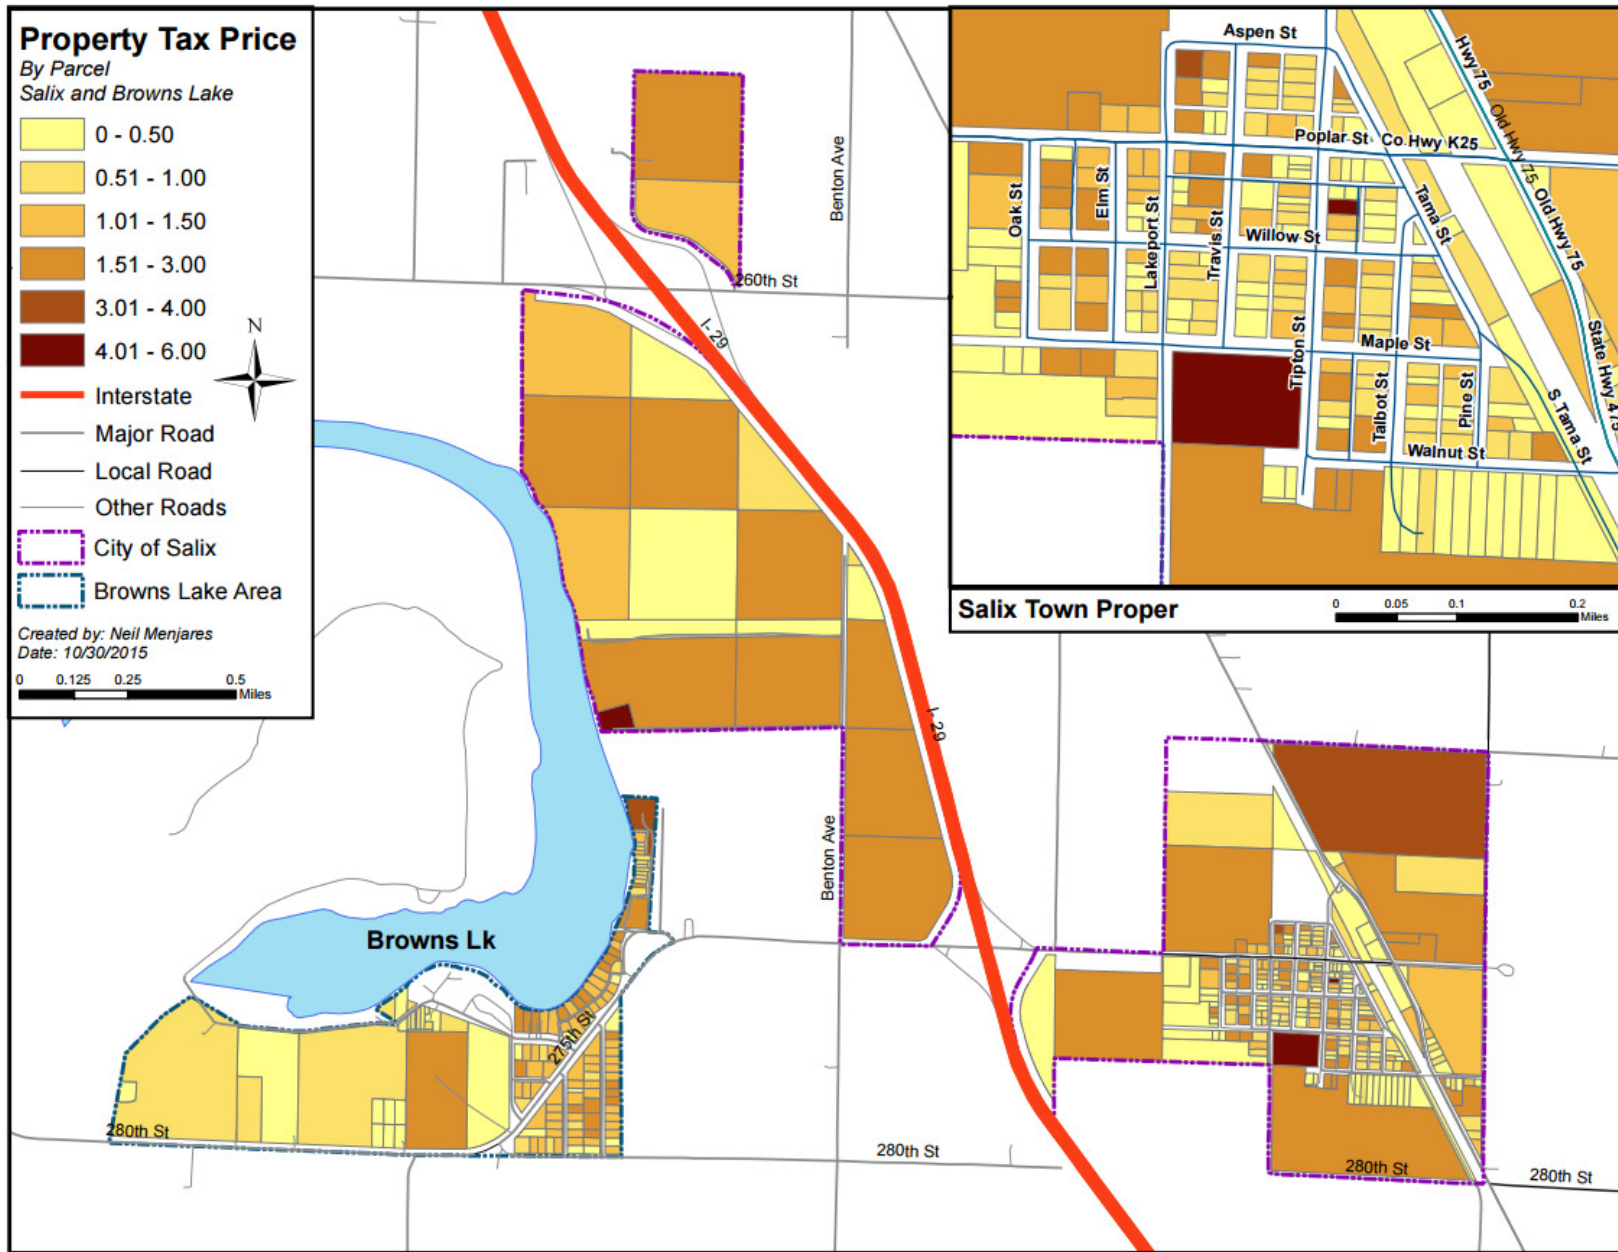 Property Tax Price
By Parcel
Salix and Browns Lake
0 - 0.50
0.51 - 1.00
1.01 - 1.50
1.51 - 3.00
3.01 - 4.00
4.01 - 6.00
N
Interstate
Major Road
Local Road
Other Roads
City of Salix
Browns Lake Area
Created by: Neil Menjares
Date: 10/30/2015
0 0.125 0.25 0.5
Miles
Benton Ave
260th St
I-29
I-29
Benton Ave
Browns Lk
275th St
280th St
280th St
280th St
280th St
Aspen St
Hwy 75
Old Hwy 75
Old Hwy 75
State Hwy 475
Poplar St
Co Hwy K25
Oak St
Elm St
Lakeport St
Travis St
Willow St
Tama St
Tipton St
Maple St
Talbot St
Pine St
S Tama St
Walnut St
Salix Town Proper
0 0.05 0.1 0.2
Miles